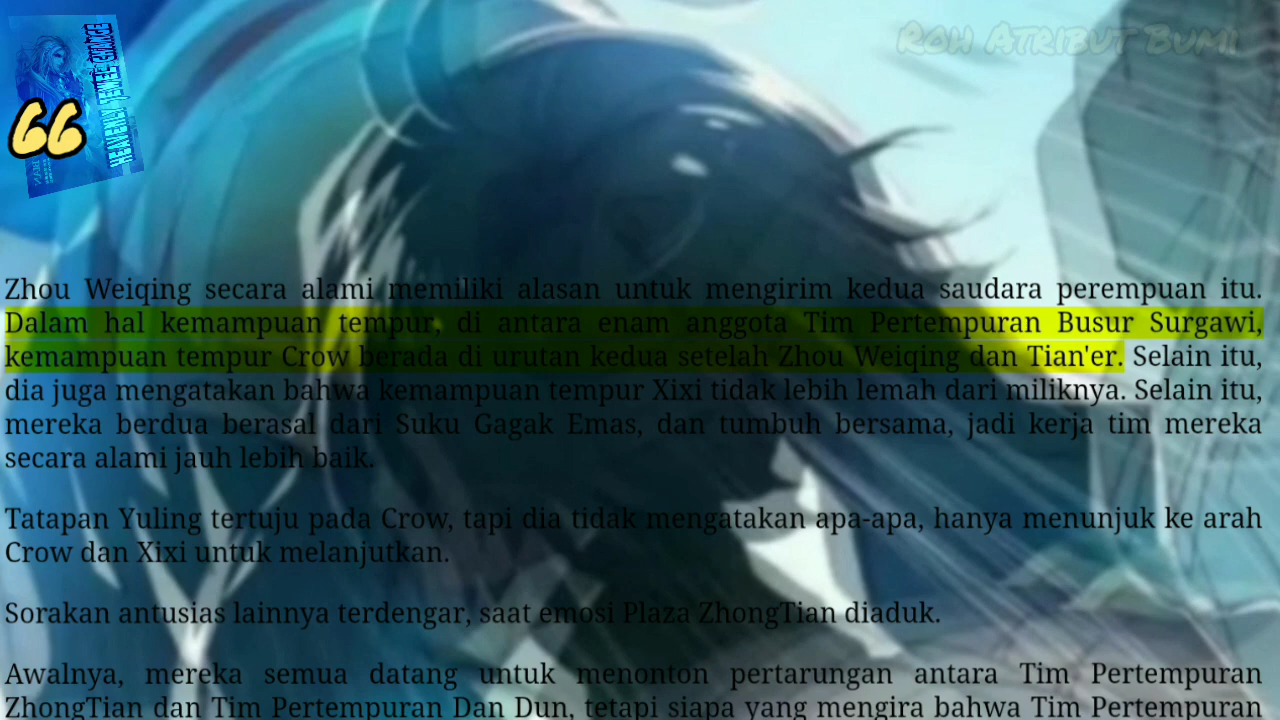 Roh Atribut Bumi
HEAVENLY JEWEL CHANGE
66
Zhou Weiqing secara alami memiliki alasan untuk mengirim kedua saudara perempuan itu.
Dalam hal kemampuan tempur, di antara enam anggota Tim Pertempuran Busur Surgawi,
kemampuan tempur Crow berada di urutan kedua setelah Zhou Weiqing dan Tian'er. Selain itu,
dia juga mengatakan bahwa kemampuan tempur Xixi tidak lebih lemah dari miliknya. Selain itu,
mereka berdua berasal dari Suku Gagak Emas, dan tumbuh bersama, jadi kerja tim mereka
secara alami jauh lebih baik.
Tatapan Yuling tertuju pada Crow, tapi dia tidak mengatakan apa-apa, hanya menunjuk ke arah
Crow dan Xixi untuk melanjutkan.
Sorakan antusias lainnya terdengar, saat emosi Plaza ZhongTian diaduk.
Awalnya, mereka semua datang untuk menonton pertarungan antara Tim Pertempuran
ZhongTian dan Tim Pertempuran Dan Dun, tetapi siapa yang mengira bahwa Tim Pertempuran